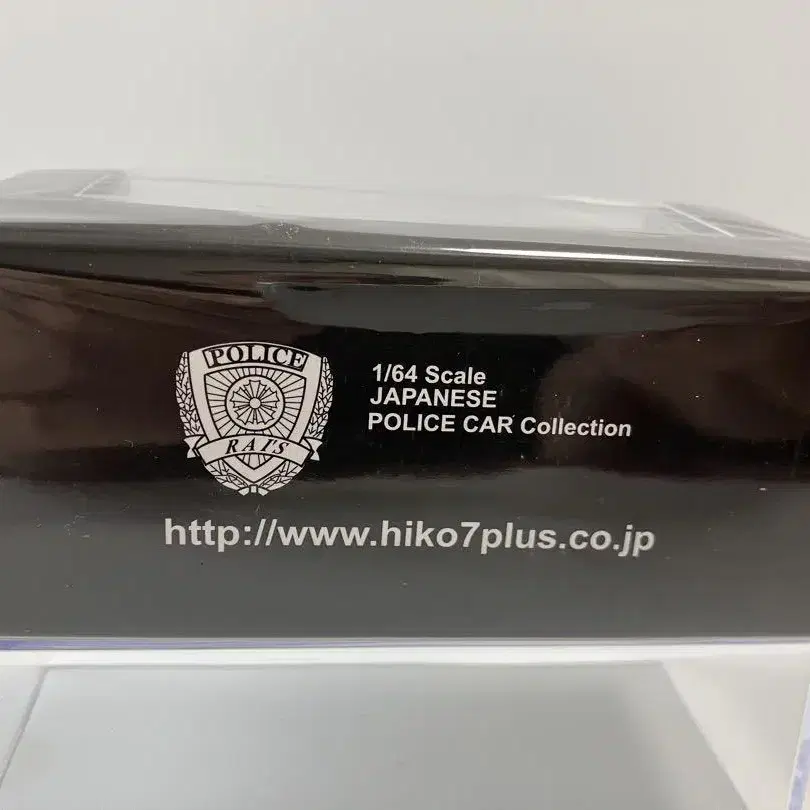 POLICE
RAI'S
1/64 Scale
JAPANESE
POLICE CAR Collection
http://www.hiko7plus.co.jp